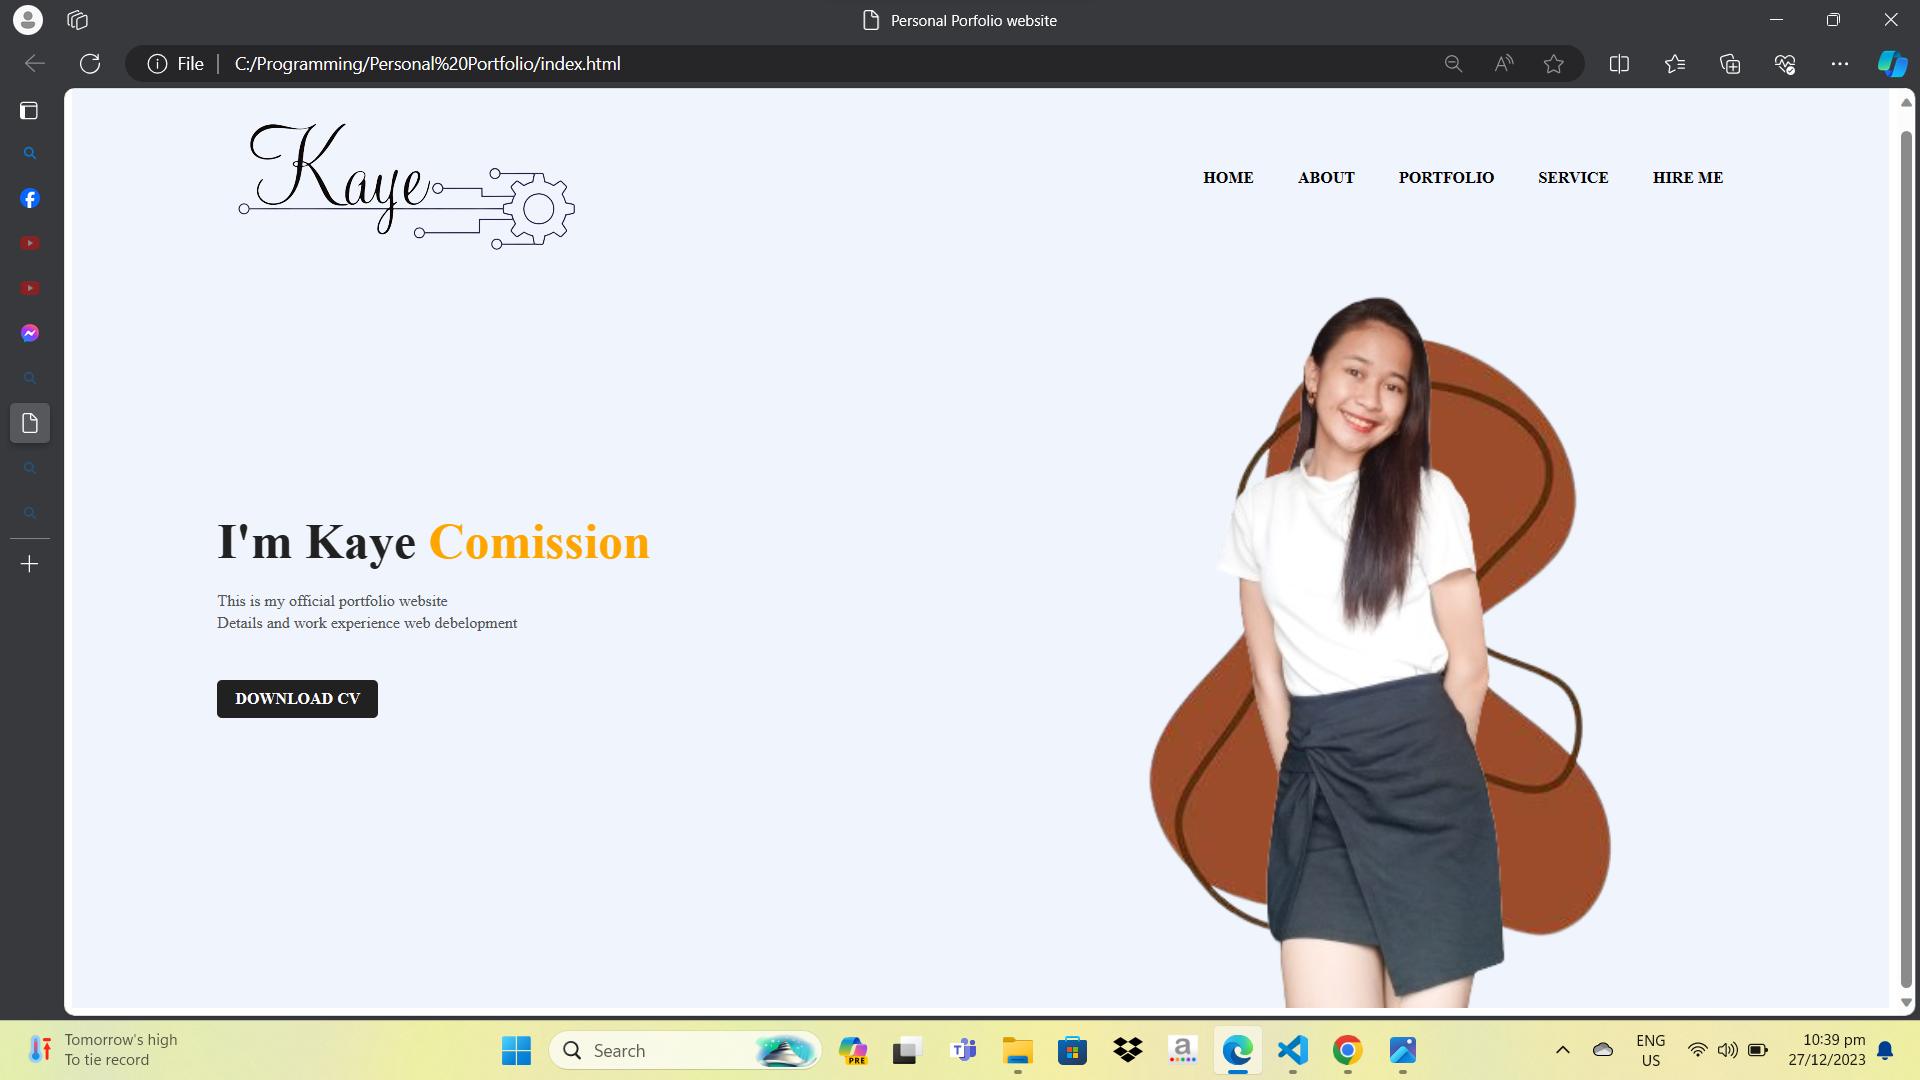 Personal Porfolio website
File
C:/Programming/Personal%20Portfolio/index.html
Kaye
HOME
ABOUT
PORTFOLIO
SERVICE
HIRE ME
I'm Kaye Comission
This is my official portfolio website
Details and work experience web debelopment
DOWNLOAD CV
Tomorrow's high
To tie record
Search
PRE
ENG
US
10:39 pm
27/12/2023